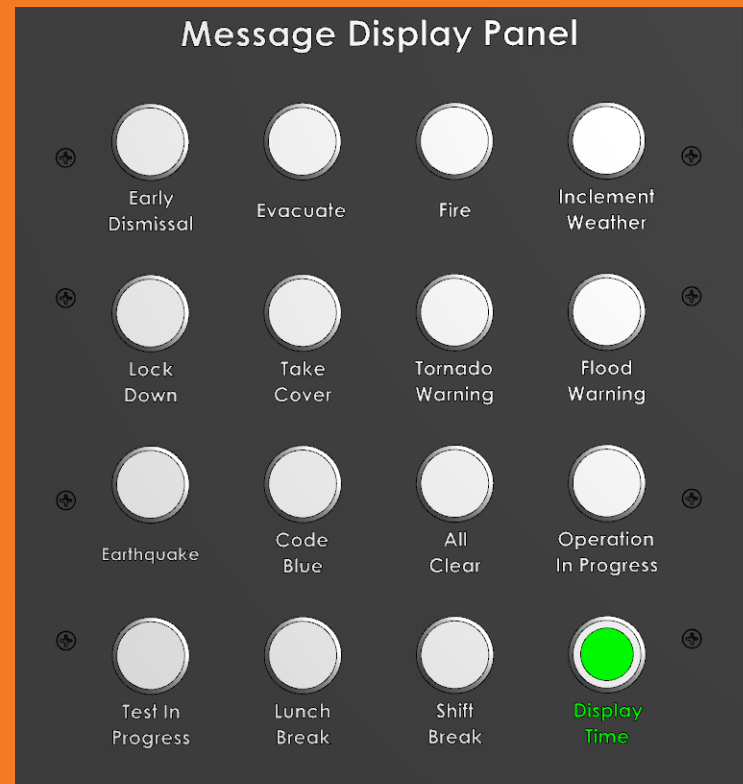 Message Display Panel
Early
Dismissal
Evacuate
Fire
Inclement
Weather
Lock
Down
Take
Cover
Tornado
Warning
Flood
Warning
Earthquake
Code
Blue
All
Clear
Operation
In Progress
Test In
Progress
Lunch
Break
Shift
Break
Display
Time